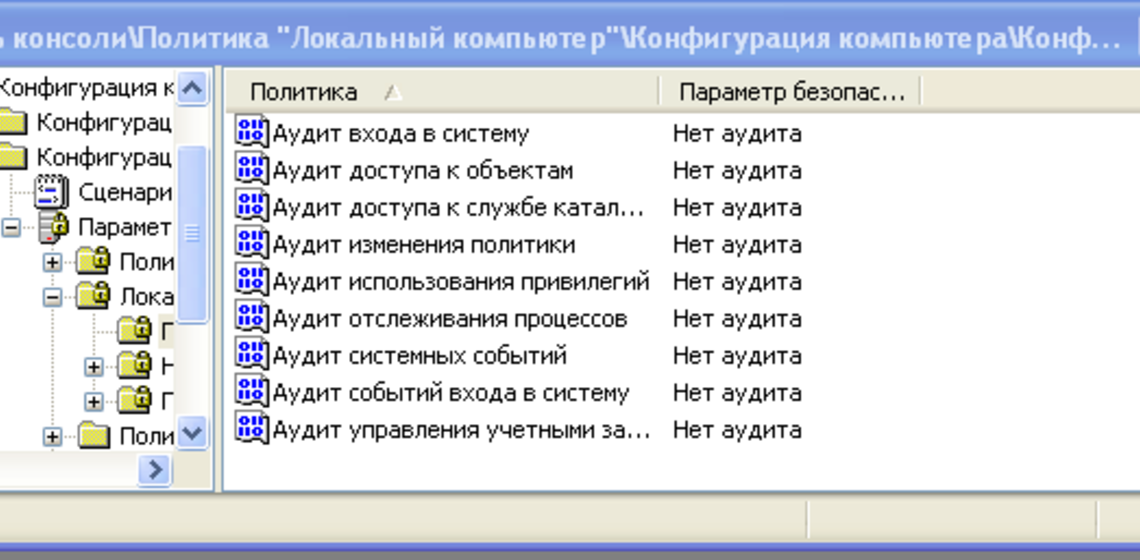 ь консоли\Политика "Локальный компьютер"\Конфигурация компьютера\Конф...
Конфигурация к
Конфигурац
Конфигурац
Сценари
Парамет
Поли
Лока
Г
Н
Г
Поли
Политика Параметр безопас...
Аудит входа в систему Нет аудита
Аудит доступа к объектам Нет аудита
Аудит доступа к службе катал... Нет аудита
Аудит изменения политики Нет аудита
Аудит использования привилегий Нет аудита
Аудит отслеживания процессов Нет аудита
Аудит системных событий Нет аудита
Аудит событий входа в систему Нет аудита
Аудит управления учетными за... Нет аудита